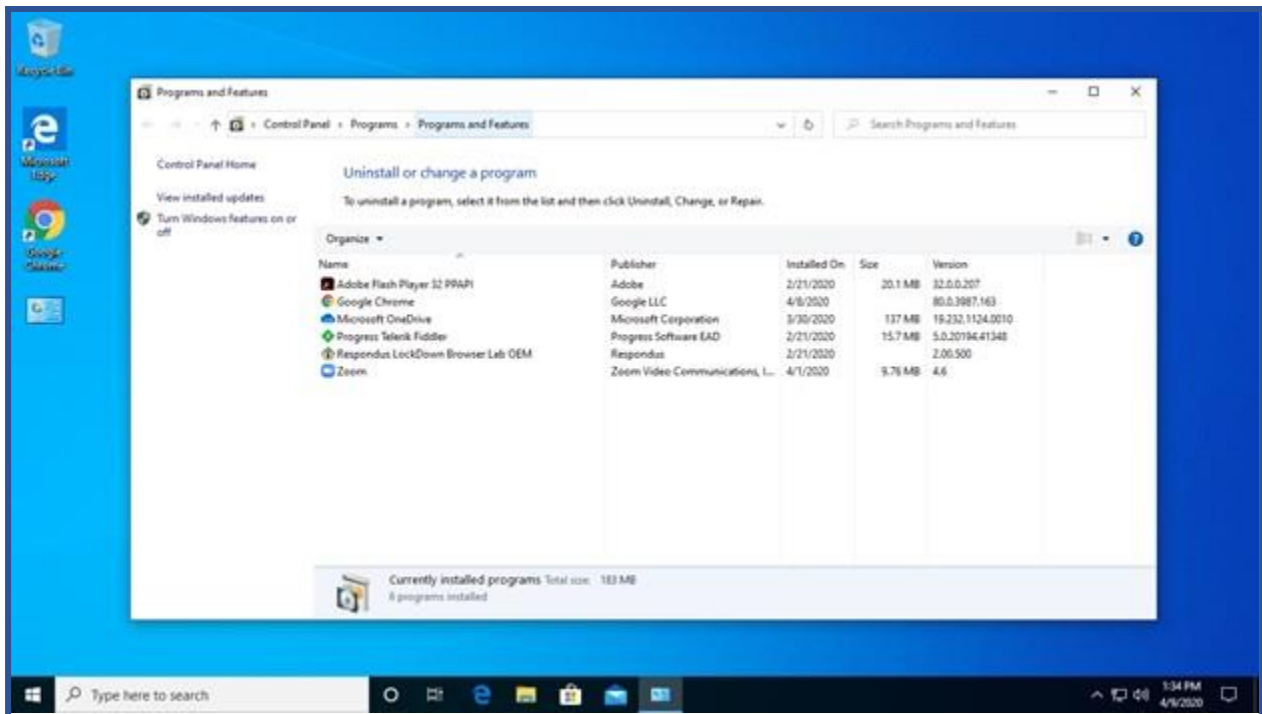 Recycle Bin
Microsoft
Edge
Google
Chrome
Programs and Features
Control Panel › Programs › Programs and Features
Search Programs and Features
Control Panel Home
View installed updates
Turn Windows features on or
off
Uninstall or change a program
To uninstall a program, select it from the list and then click Uninstall, Change, or Repair.
Organize
Name Publisher Installed On Size Version
Adobe Flash Player 32 PPAPI Adobe 2/21/2020 20.1 MB 32.0.0.207
Google Chrome Google LLC 4/8/2020 80.0.3987.163
Microsoft OneDrive Microsoft Corporation 3/30/2020 137 MB 19.232.1124.0010
Progress Telerik Fiddler Progress Software EAD 2/21/2020 15.7 MB 5.0.20194.41348
Respondus LockDown Browser Lab OEM Respondus 2/21/2020 2.00.500
Zoom Zoom Video Communications, I... 4/1/2020 9.76 MB 4.6
Currently installed programs Total size: 183 MB
6 programs installed
Type here to search
1:34 PM
4/9/2020